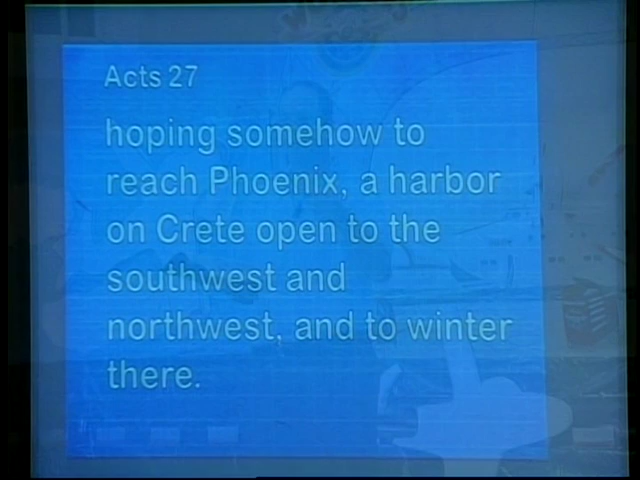 Acts 27
hoping somehow to
reach Phoenix, a harbor
on Crete open to the
southwest and
northwest, and to winter
there.